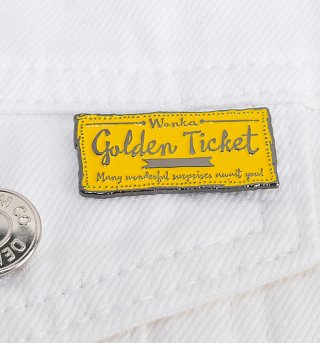 Wonka
Golden Ticket
Many wonderful surprises await you!